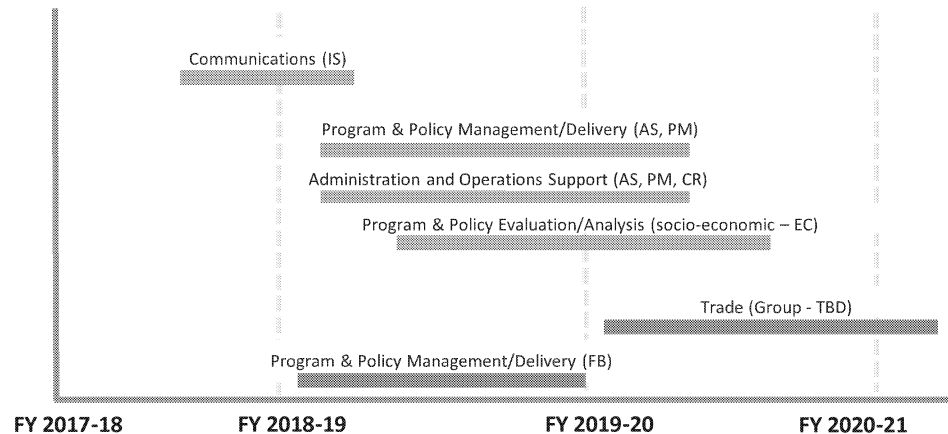 Communications (IS)
Program & Policy Management/Delivery (AS, PM)
Administration and Operations Support (AS, PM, CR)
Program & Policy Evaluation/Analysis (socio-economic – EC)
Trade (Group - TBD)
Program & Policy Management/Delivery (FB)
FY 2017-18 FY 2018-19 FY 2019-20 FY 2020-21